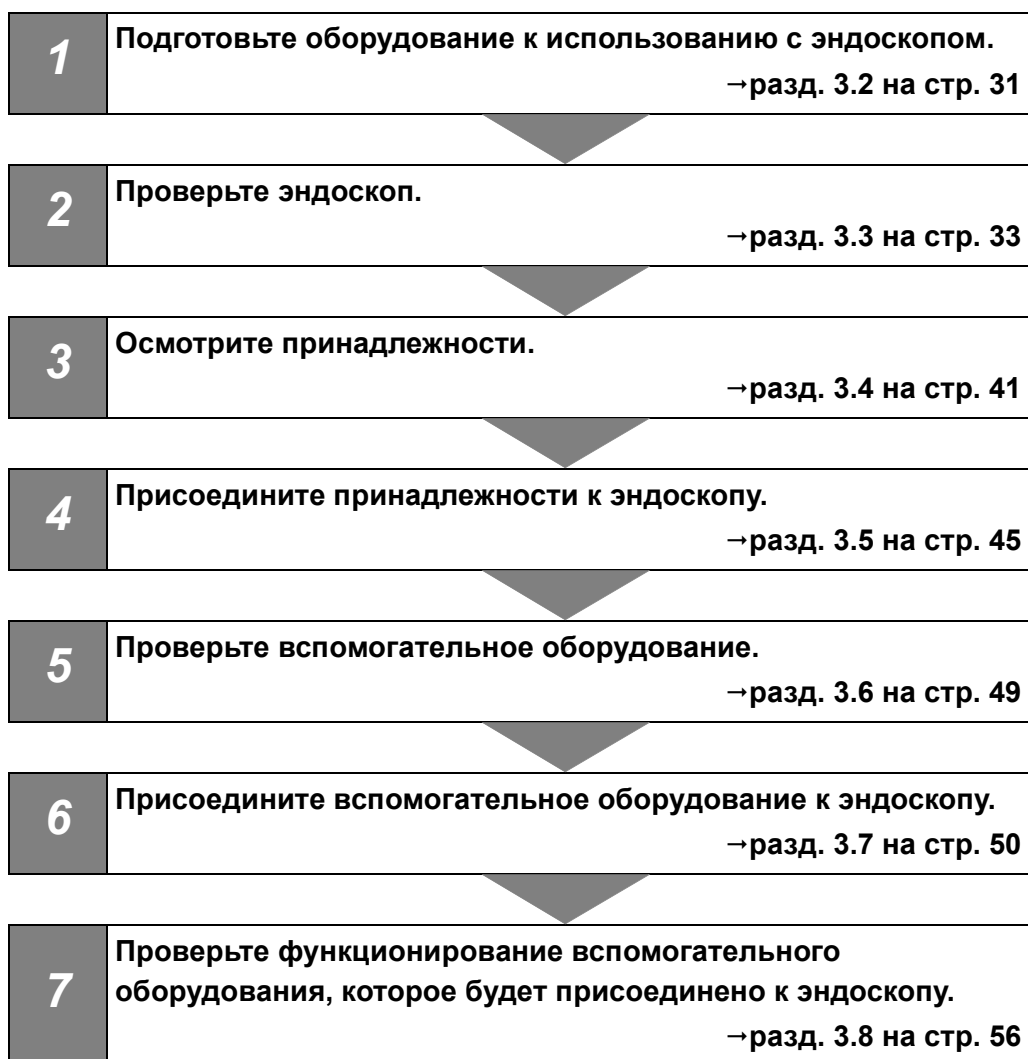 1
Подготовьте оборудование к использованию с эндоскопом.
→разд. 3.2 на стр. 31
2
Проверьте эндоскоп.
→разд. 3.3 на стр. 33
3
Осмотрите принадлежности.
→разд. 3.4 на стр. 41
4
Присоедините принадлежности к эндоскопу.
→разд. 3.5 на стр. 45
5
Проверьте вспомогательное оборудование.
→разд. 3.6 на стр. 49
6
Присоедините вспомогательное оборудование к эндоскопу.
→разд. 3.7 на стр. 50
7
Проверьте функционирование вспомогательного
оборудования, которое будет присоединено к эндоскопу.
→разд. 3.8 на стр. 56